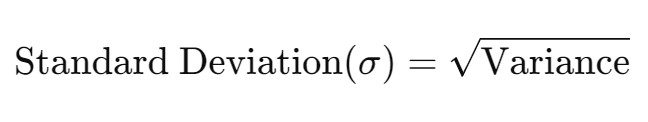 Standard Deviation(σ) = √Variance